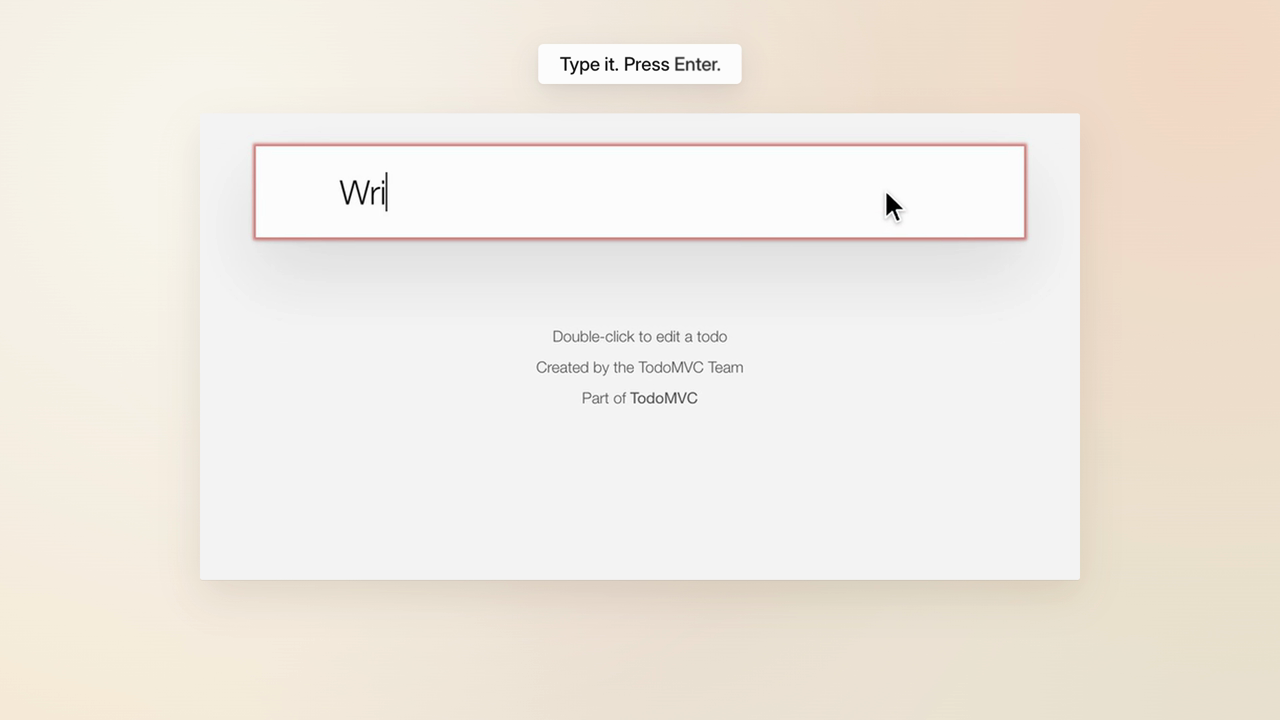 Type it. Press Enter.
Wri
Double-click to edit a todo
Created by the TodoMVC Team
Part of TodoMVC